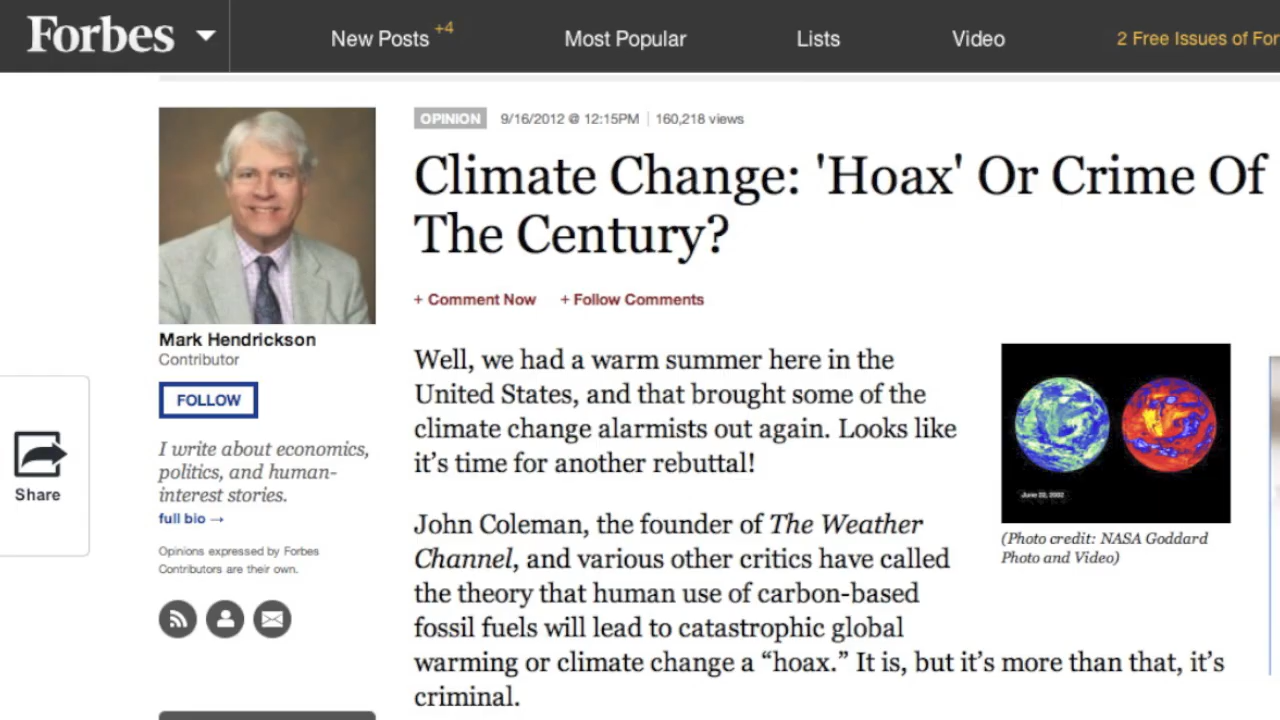 Forbes
New Posts +4
Most Popular
Lists
Video
2 Free Issues of For
OPINION 9/16/2012 @ 12:15PM 160,218 views
Climate Change: 'Hoax' Or Crime Of
The Century?
+ Comment Now + Follow Comments
Mark Hendrickson
Contributor
FOLLOW
I write about economics,
politics, and human-
interest stories.
full bio →
Opinions expressed by Forbes
Contributors are their own.
Share
Well, we had a warm summer here in the
United States, and that brought some of the
climate change alarmists out again. Looks like
it’s time for another rebuttal!
John Coleman, the founder of The Weather
Channel, and various other critics have called
the theory that human use of carbon-based
fossil fuels will lead to catastrophic global
warming or climate change a “hoax.” It is, but it’s more than that, it’s
criminal.
June 22, 2002
(Photo credit: NASA Goddard
Photo and Video)